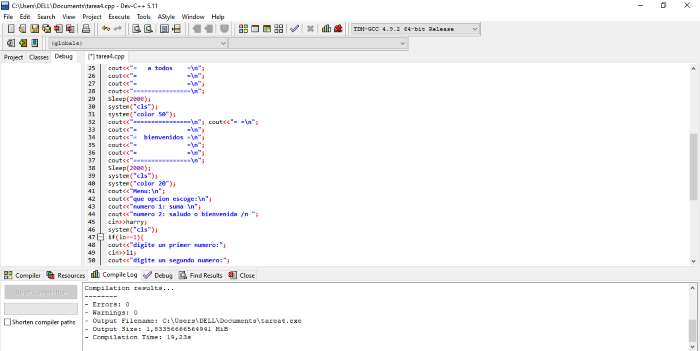 C:\Users\DELL\Documents\tarea4.cpp - Dev-C++ 5.11
File Edit Search View Project Execute Tools AStyle Window Help
TDM-GCC 4.9.2 64-bit Release
(globals)
Project Classes Debug [*] tarea4.cpp
25 cout<<"= a todos =\n";
26 cout<<"= =\n";
27 cout<<"= =\n";
28 cout<<"================\n";
29 Sleep(2000);
30 system("cls");
31 system("color 50");
32 cout<<"================\n"; cout<<"= =\n";
33 cout<<"= =\n";
34 cout<<"= bienvenidos =\n";
35 cout<<"= =\n";
36 cout<<"= =\n";
37 cout<<"================\n";
38 Sleep(2000);
39 system("cls");
40 system("color 20");
41 cout<<"Menu:\n";
42 cout<<"que opcion escoge:\n";
43 cout<<"numero 1: suma \n";
44 cout<<"numero 2: saludo o bienvenida /n ";
45 cin>>harry;
46 system("cls");
47 if(lo==1){
48 cout<<"digite un primer numero:";
49 cin>>li;
50 cout<<"digite un segundo numero:";
Compiler Resources Compile Log Debug Find Results Close
Abort Compilation
Shorten compiler paths
Compilation results...
--------
- Errors: 0
- Warnings: 0
- Output Filename: C:\Users\DELL\Documents\tarea4.exe
- Output Size: 1,83356666564941 MiB
- Compilation Time: 19,23s